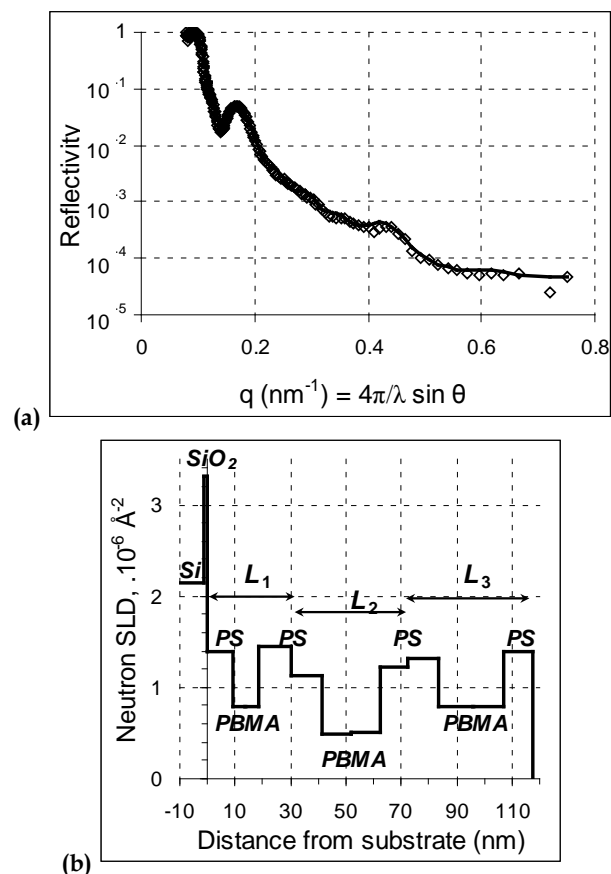 (a)
Reflectivity
1
10⁻¹
10⁻²
10⁻³
10⁻⁴
10⁻⁵
0 0.2 0.4 0.6 0.8
q (nm⁻¹) = 4π/λ sin θ
(b)
Neutron SLD, .10⁻⁶ Å⁻²
SiO₂
3
Si L₁ L₃
2 L₂
PS PS PS PS
1
PBMA PBMA
PBMA
0
-10 10 30 50 70 90 110
Distance from substrate (nm)